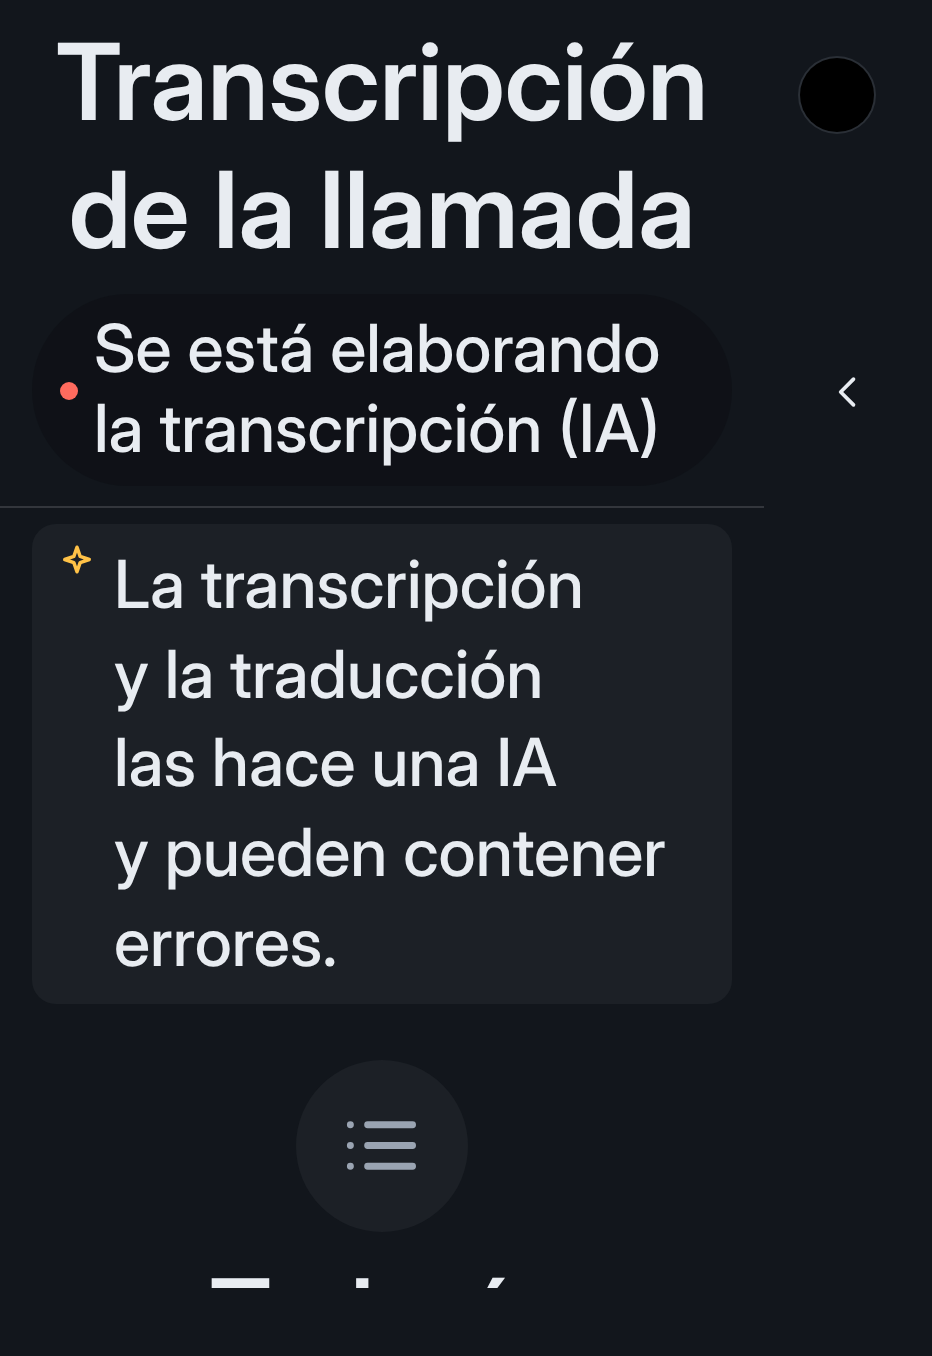 Transcripción
de la llamada
Se está elaborando
la transcripción (IA)
La transcripción
y la traducción
las hace una IA
y pueden contener
errores.